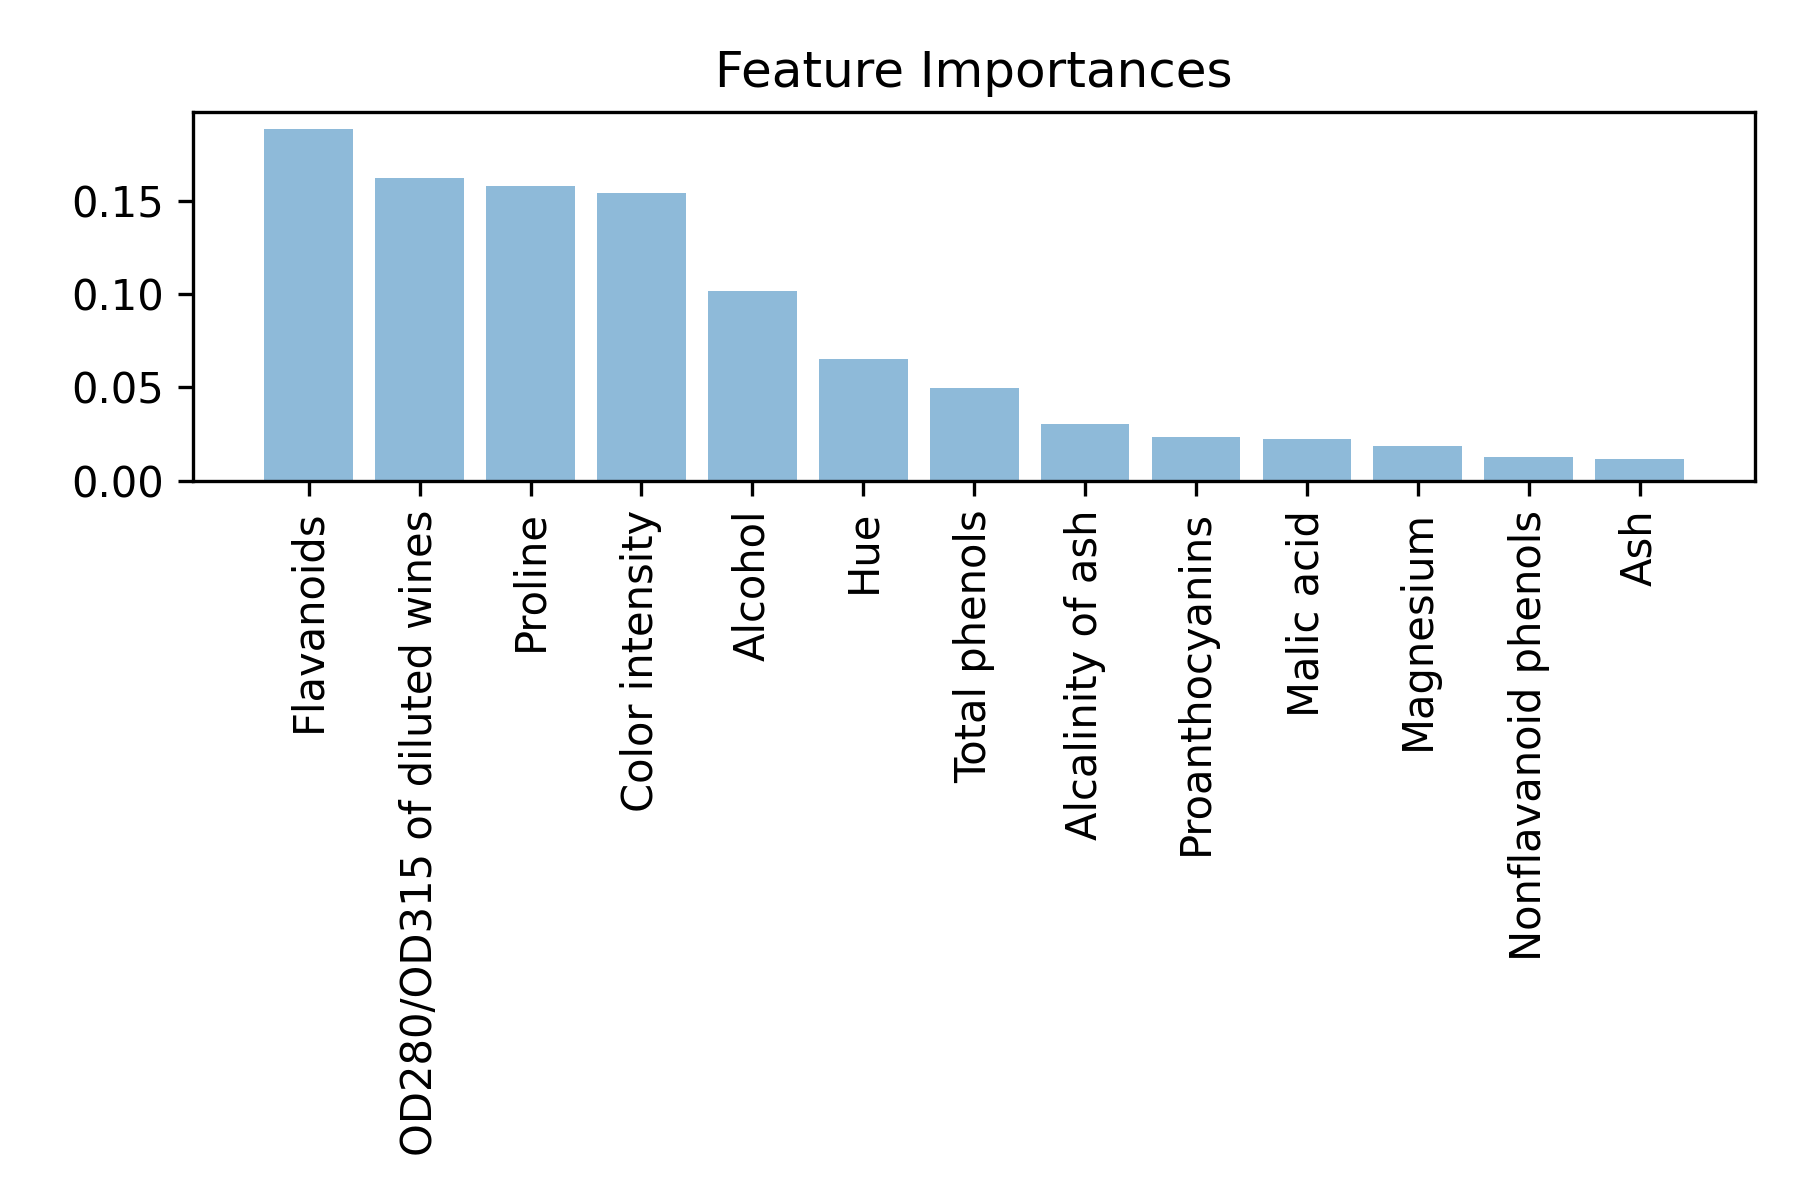 Feature Importances
0.15
0.10
0.05
0.00
Flavanoids
OD280/OD315 of diluted wines
Proline
Color intensity
Alcohol
Hue
Total phenols
Alcalinity of ash
Proanthocyanins
Malic acid
Magnesium
Nonflavanoid phenols
Ash